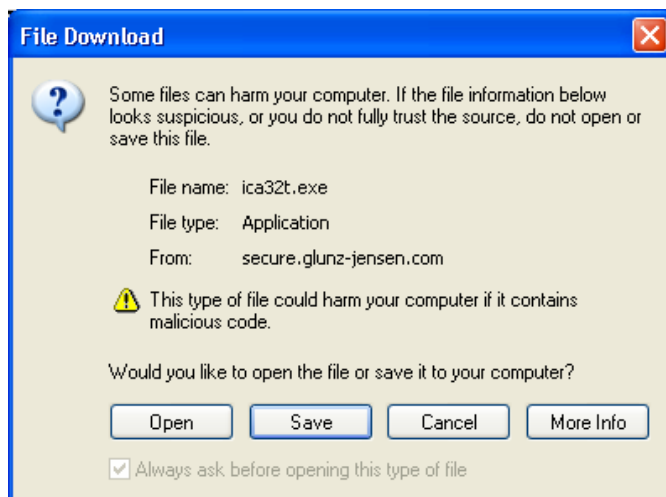 File Download
Some files can harm your computer. If the file information below
looks suspicious, or you do not fully trust the source, do not open or
save this file.
File name: ica32t.exe
File type: Application
From: secure.glunz-jensen.com
This type of file could harm your computer if it contains
malicious code.
Would you like to open the file or save it to your computer?
Open Save Cancel More Info
Always ask before opening this type of file